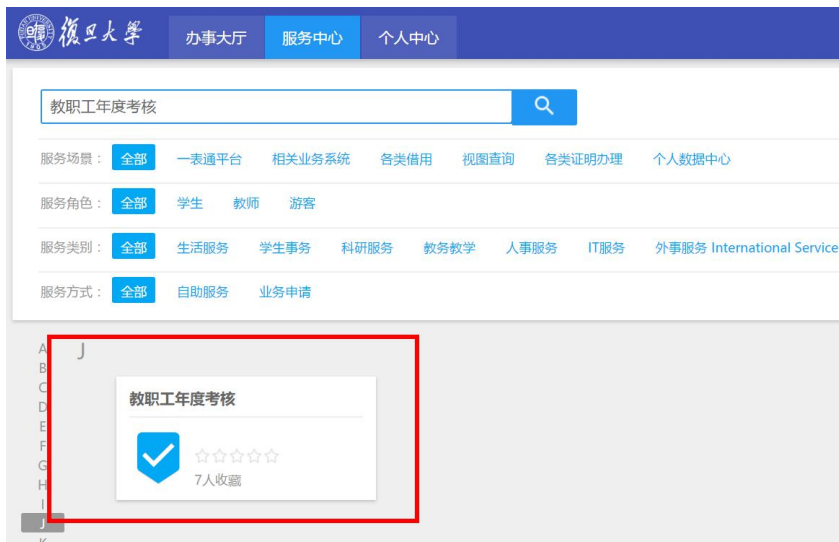 復旦大學
办事大厅 服务中心 个人中心
教职工年度考核
服务场景： 全部 一表通平台 相关业务系统 各类借用 视图查询 各类证明办理 个人数据中心
服务角色： 全部 学生 教师 游客
服务类别： 全部 生活服务 学生事务 科研服务 教务教学 人事服务 IT服务 外事服务 International Service
服务方式： 全部 自助服务 业务申请
J
A
B
C
D
E
F
G
H
I
J
K
教职工年度考核
7人收藏